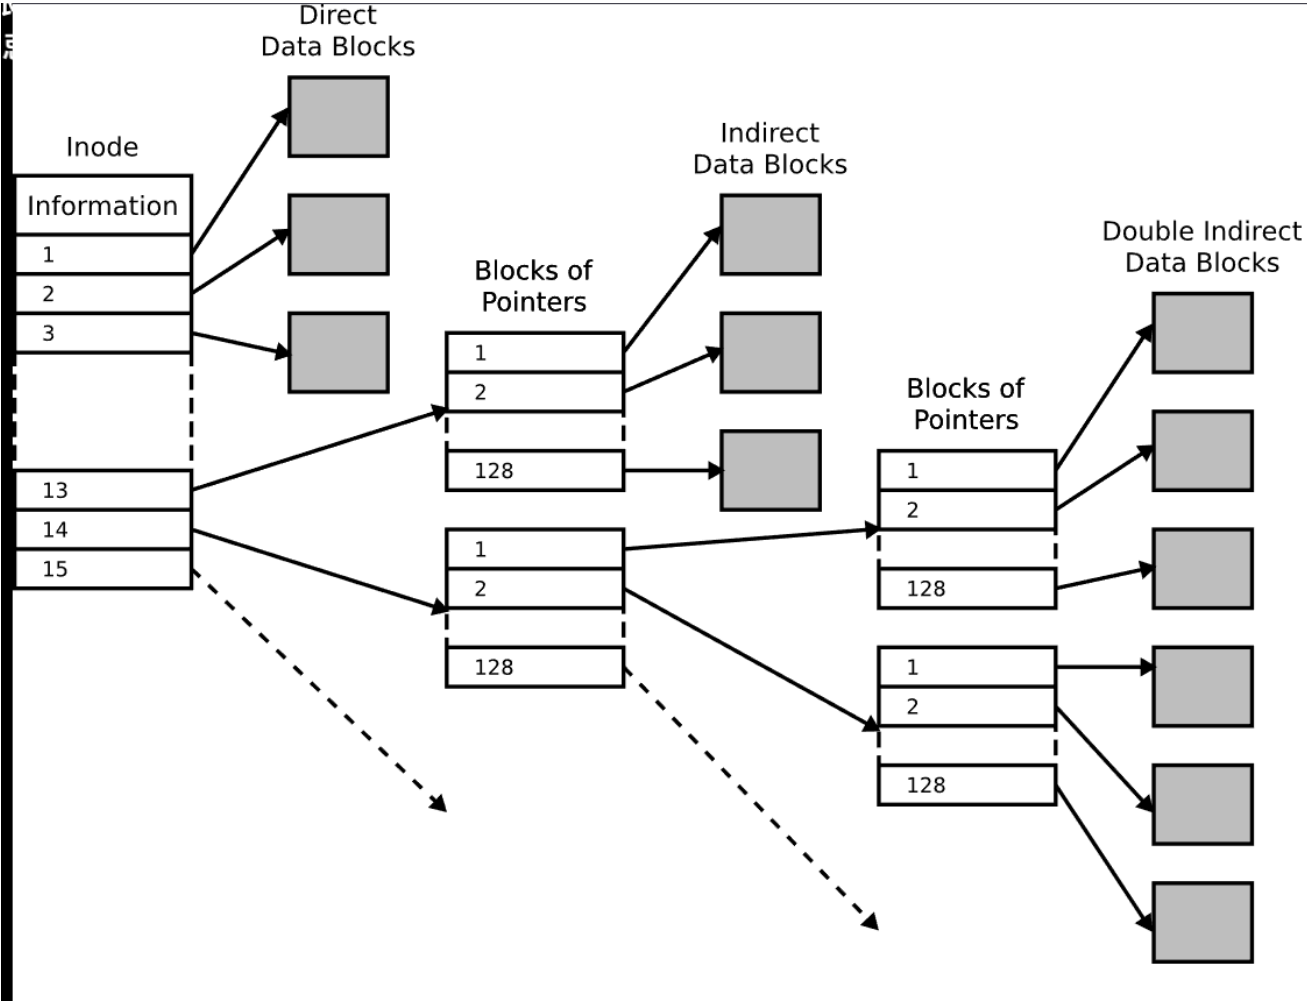 Direct
Data Blocks
Inode
Information
1
2
3
13
14
15
Blocks of
Pointers
1
2
128
1
2
128
Indirect
Data Blocks
Blocks of
Pointers
1
2
128
1
2
128
Double Indirect
Data Blocks